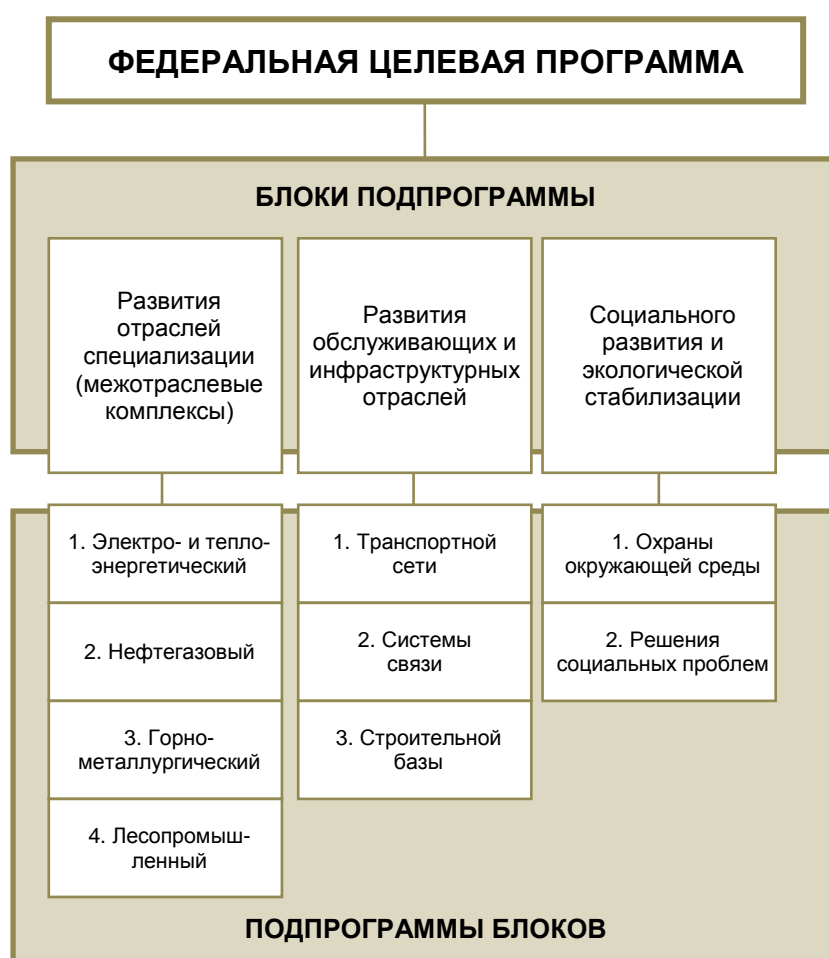 ФЕДЕРАЛЬНАЯ ЦЕЛЕВАЯ ПРОГРАММА
БЛОКИ ПОДПРОГРАММЫ
Развития
отраслей
специализации
(межотраслевые
комплексы)
Развития
обслуживающих и
инфраструктурных
отраслей
Социального
развития и
экологической
стабилизации
1. Электро- и тепло-
энергетический
2. Нефтегазовый
3. Горно-
металлургический
4. Лесопромыш-
ленный
1. Транспортной
сети
2. Системы
связи
3. Строительной
базы
1. Охраны
окружающей среды
2. Решения
социальных проблем
ПОДПРОГРАММЫ БЛОКОВ